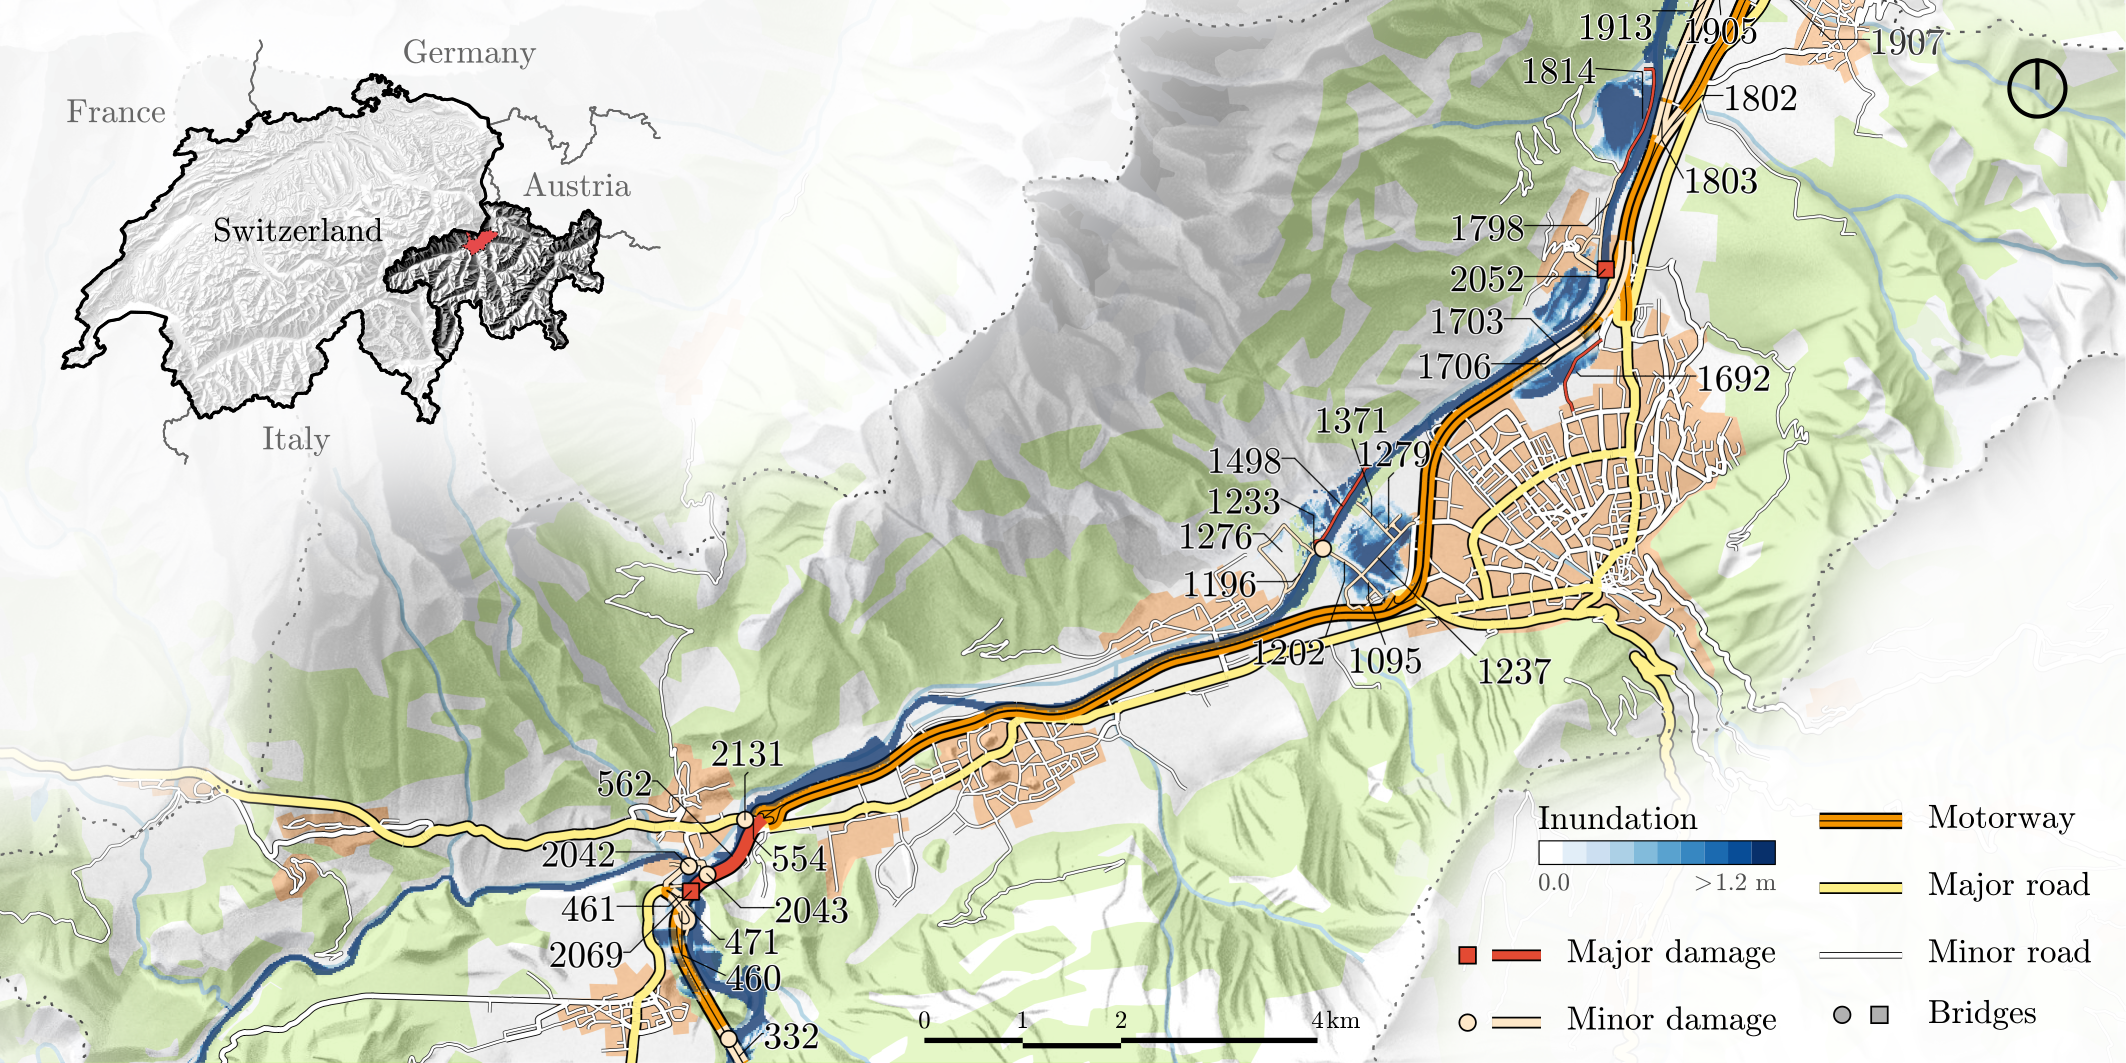 Germany
France
Austria
Switzerland
Italy
1913
1905
1907
1814
1802
1803
1798
2052
1703
1706
1692
1371
1279
1498
1233
1276
1196
1202
1095
1237
2131
562
2042
554
461
2043
2069
471
460
332
0 1 2 4km
Inundation
0.0 >1.2 m
Major damage
Minor damage
Motorway
Major road
Minor road
Bridges